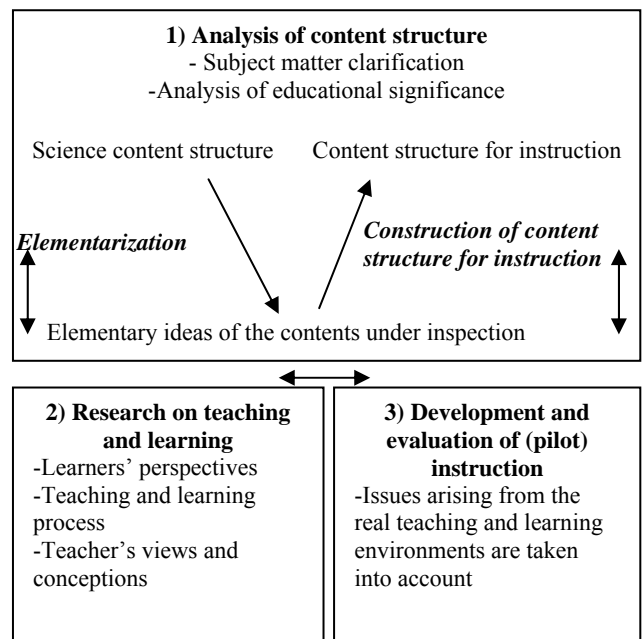 1) Analysis of content structure
- Subject matter clarification
-Analysis of educational significance
Science content structure
Content structure for instruction
Elementarization
Construction of content
structure for instruction
Elementary ideas of the contents under inspection
2) Research on teaching
and learning
-Learners’ perspectives
-Teaching and learning
process
-Teacher’s views and
conceptions
3) Development and
evaluation of (pilot)
instruction
-Issues arising from the
real teaching and learning
environments are taken
into account